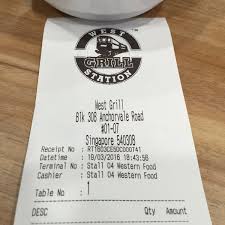 WEST
GRILL
STATION
West Grill
Blk 308 Anchorvale Road
#01-07
Singapore 540308
Receipt No :
Datetime : 19/03/2016 18:43:56
Terminal No : Stall 04 Western Food
Cashier : Stall 04 Western Food
Table No. : 1
DESC Qty Amount